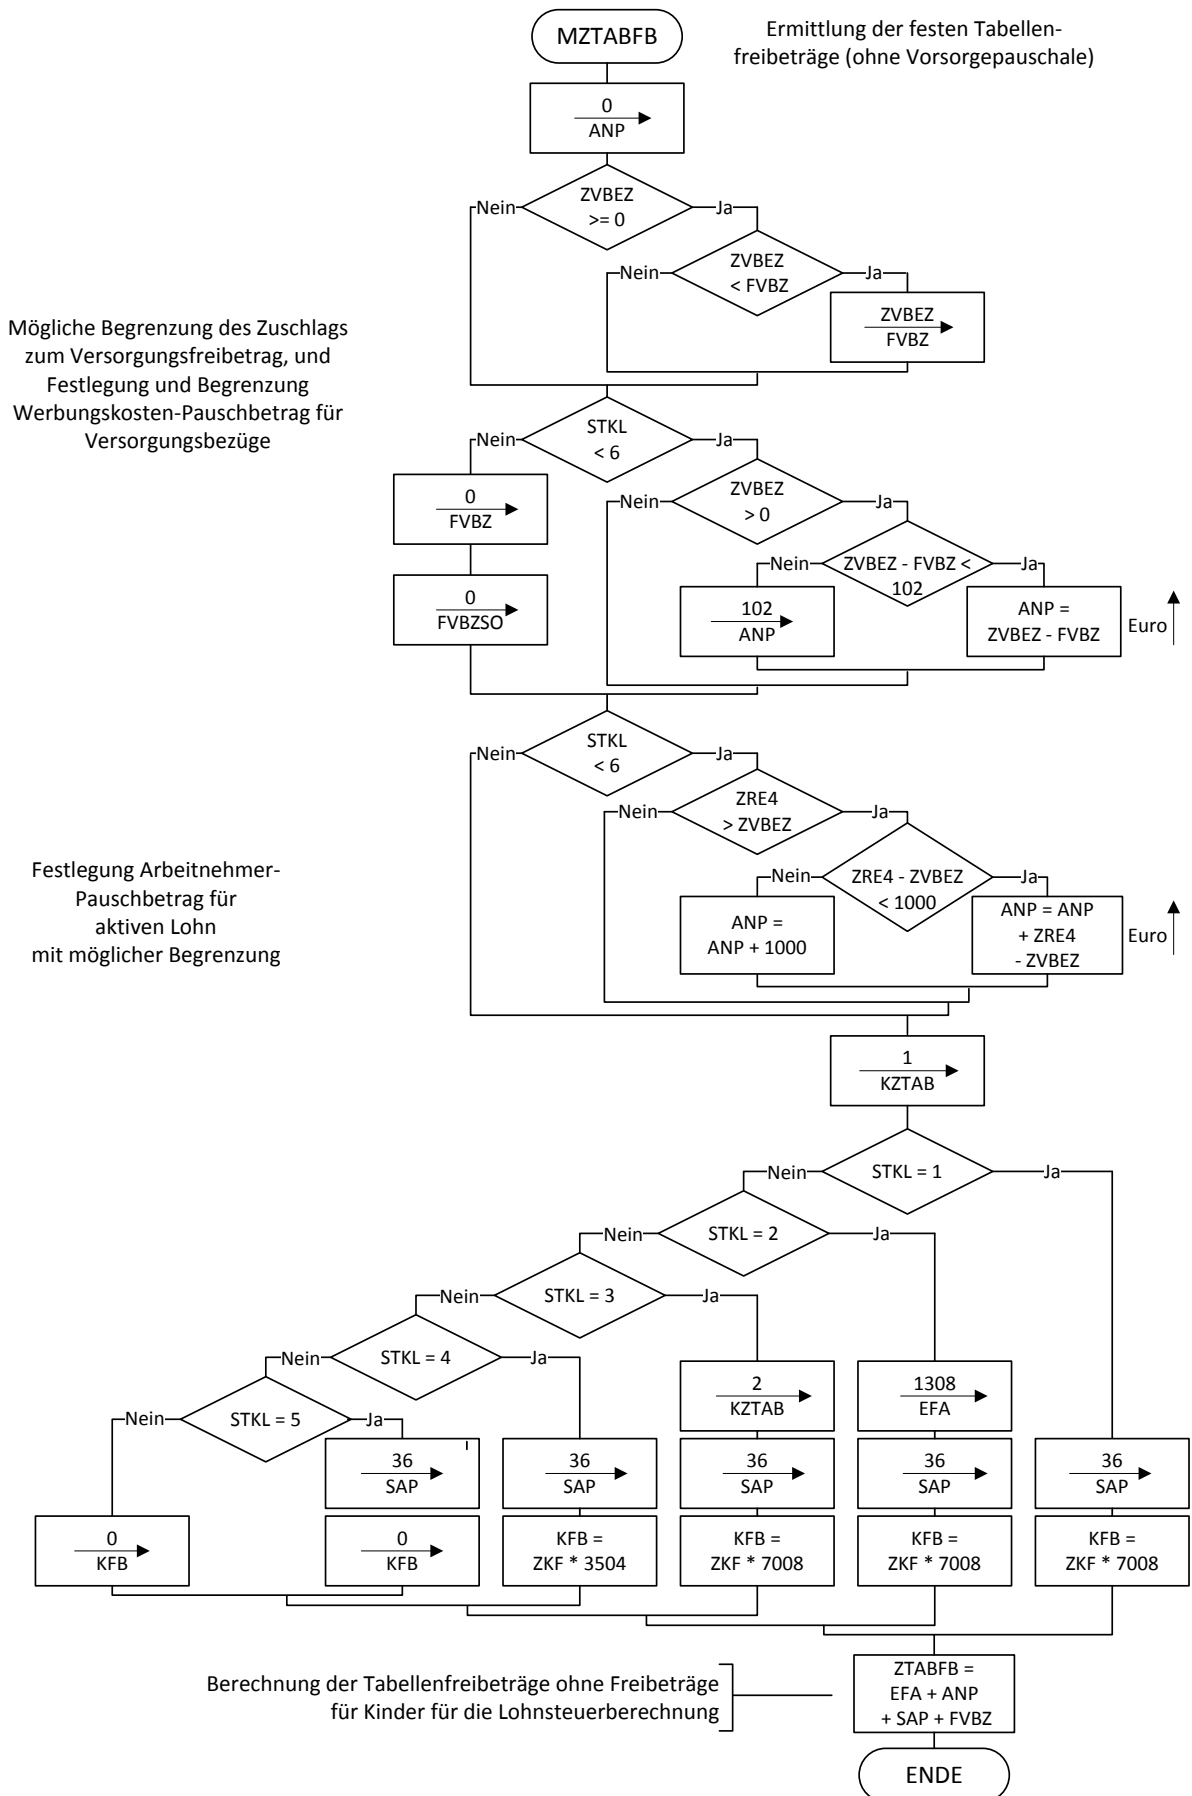 MZTABFB
Ermittlung der festen Tabellen-
freibeträge (ohne Vorsorgepauschale)
0
ANP
ZVBEZ
>= 0
Nein
Ja
ZVBEZ
< FVBZ
Nein
Ja
ZVBEZ
FVBZ
Mögliche Begrenzung des Zuschlags
zum Versorgungsfreibetrag, und
Festlegung und Begrenzung
Werbungskosten-Pauschbetrag für
Versorgungsbezüge
STKL
< 6
Nein
Ja
0
FVBZ
0
FVBZSO
ZVBEZ
> 0
Nein
Ja
ZVBEZ - FVBZ <
102
Nein
Ja
102
ANP
ANP =
ZVBEZ - FVBZ
Euro
STKL
< 6
Nein
Ja
ZRE4
> ZVBEZ
Nein
Ja
Festlegung Arbeitnehmer-
Pauschbetrag für
aktiven Lohn
mit möglicher Begrenzung
ZRE4 - ZVBEZ
< 1000
Nein
Ja
ANP =
ANP + 1000
ANP = ANP
+ ZRE4
- ZVBEZ
Euro
1
KZTAB
STKL = 1
Nein
Ja
STKL = 2
Nein
Ja
STKL = 3
Nein
Ja
STKL = 4
Nein
Ja
STKL = 5
Nein
Ja
2
KZTAB
1308
EFA
36
SAP
36
SAP
36
SAP
36
SAP
36
SAP
0
KFB
0
KFB
KFB =
ZKF * 3504
KFB =
ZKF * 7008
KFB =
ZKF * 7008
KFB =
ZKF * 7008
Berechnung der Tabellenfreibeträge ohne Freibeträge
für Kinder für die Lohnsteuerberechnung
ZTABFB =
EFA + ANP
+ SAP + FVBZ
ENDE